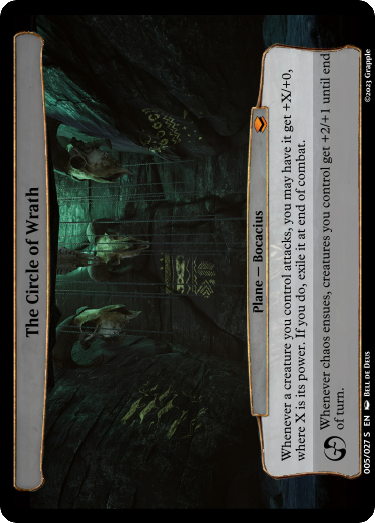 The Circle of Wrath
Plane — Bocacius
Whenever a creature you control attacks, you may have it get +X/+0,
where X is its power. If you do, exile it at end of combat.
Whenever chaos ensues, creatures you control get +2/+1 until end
of turn.
005/027 S EN Bell de Deus
©2023 Grapple